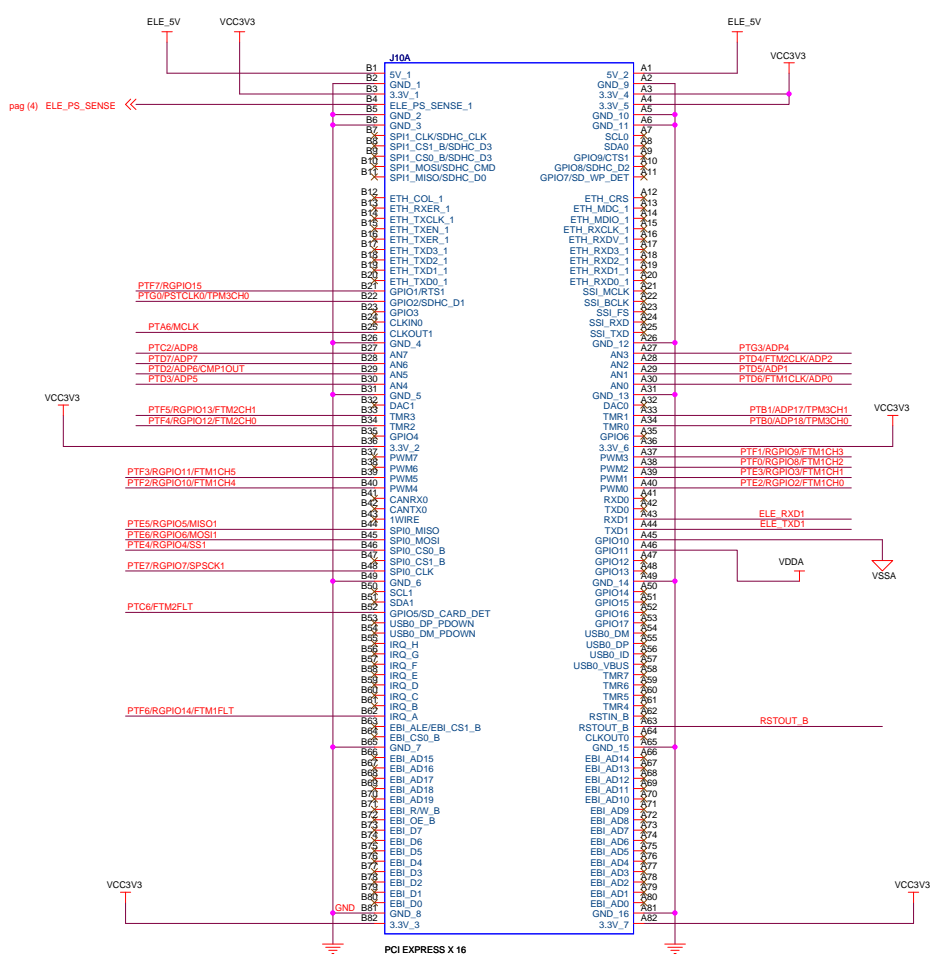 ELE_5V VCC3V3 ELE_5V
VCC3V3
J10A
B1 5V_1 5V_2 A1
B2 GND_1 GND_9 A2
B3 3.3V_1 3.3V_4 A3
pag (4) ELE_PS_SENSE B4 ELE_PS_SENSE_1 3.3V_5 A4
B5 GND_2 GND_10 A5
B6 GND_3 GND_11 A6
B7 SPI1_CLK/SDHC_CLK SCL0 A7
B8 SPI1_CS1_B/SDHC_D3 SDA0 A8
B9 SPI1_CS0_B/SDHC_D3 GPIO9/CTS1 A9
B10 SPI1_MOSI/SDHC_CMD GPIO8/SDHC_D2 A10
B11 SPI1_MISO/SDHC_D0 GPIO7/SD_WP_DET A11
B12 ETH_COL_1 ETH_CRS A12
B13 ETH_RXER_1 ETH_MDC_1 A13
B14 ETH_TXCLK_1 ETH_MDIO_1 A14
B15 ETH_TXEN_1 ETH_RXCLK_1 A15
B16 ETH_TXER_1 ETH_RXDV_1 A16
B17 ETH_TXD3_1 ETH_RXD3_1 A17
B18 ETH_TXD2_1 ETH_RXD2_1 A18
B19 ETH_TXD1_1 ETH_RXD1_1 A19
B20 ETH_TXD0_1 ETH_RXD0_1 A20
PTF7/RGPIO15 B21 GPIO1/RTS1 SSI_MCLK A21
PTG0/PSTCLK0/TPM3CH0 B22 GPIO2/SDHC_D1 SSI_BCLK A22
B23 GPIO3 SSI_FS A23
B24 CLKIN0 SSI_RXD A24
PTA6/MCLK B25 CLKOUT1 SSI_TXD A25
B26 GND_4 GND_12 A26
PTC2/ADP8 B27 AN7 AN3 A27 PTG3/ADP4
PTD7/ADP7 B28 AN6 AN2 A28 PTD4/FTM2CLK/ADP2
PTD2/ADP6/CMP1OUT B29 AN5 AN1 A29 PTD5/ADP1
PTD3/ADP5 B30 AN4 AN0 A30 PTD6/FTM1CLK/ADP0
B31 GND_5 GND_13 A31
VCC3V3 B32 DAC1 DAC0 A32 VCC3V3
PTF5/RGPIO13/FTM2CH1 B33 TMR3 TMR1 A33 PTB1/ADP17/TPM3CH1
PTF4/RGPIO12/FTM2CH0 B34 TMR2 TMR0 A34 PTB0/ADP18/TPM3CH0
B35 GPIO4 GPIO6 A35
B36 3.3V_2 3.3V_6 A36
B37 PWM7 PWM3 A37 PTF1/RGPIO9/FTM1CH3
B38 PWM6 PWM2 A38 PTF0/RGPIO8/FTM1CH2
PTF3/RGPIO11/FTM1CH5 B39 PWM5 PWM1 A39 PTE3/RGPIO3/FTM1CH1
PTF2/RGPIO10/FTM1CH4 B40 PWM4 PWM0 A40 PTE2/RGPIO2/FTM1CH0
B41 CANRX0 RXD0 A41
B42 CANTX0 TXD0 A42
B43 1WIRE RXD1 A43 ELE_RXD1
PTE5/RGPIO5/MISO1 B44 SPI0_MISO TXD1 A44 ELE_TXD1
PTE6/RGPIO6/MOSI1 B45 SPI0_MOSI GPIO10 A45
PTE4/RGPIO4/SS1 B46 SPI0_CS0_B GPIO11 A46
B47 SPI0_CS1_B GPIO12 A47 VDDA
PTE7/RGPIO7/SPSCK1 B48 SPI0_CLK GPIO13 A48 VSSA
B49 GND_6 GND_14 A49
B50 SCL1 GPIO14 A50
B51 SDA1 GPIO15 A51
PTC6/FTM2FLT B52 GPIO5/SD_CARD_DET GPIO16 A52
B53 USB0_DP_PDOWN GPIO17 A53
B54 USB0_DM_PDOWN USB0_DM A54
B55 IRQ_H USB0_DP A55
B56 IRQ_G USB0_ID A56
B57 IRQ_F USB0_VBUS A57
B58 IRQ_E TMR7 A58
B59 IRQ_D TMR6 A59
B60 IRQ_C TMR5 A60
B61 IRQ_B TMR4 A61
PTF6/RGPIO14/FTM1FLT B62 IRQ_A RSTIN_B A62
B63 EBI_ALE/EBI_CS1_B RSTOUT_B A63 RSTOUT_B
B64 EBI_CS0_B CLKOUT0 A64
B65 GND_7 GND_15 A65
B66 EBI_AD15 EBI_AD14 A66
B67 EBI_AD16 EBI_AD13 A67
B68 EBI_AD17 EBI_AD12 A68
B69 EBI_AD18 EBI_AD11 A69
B70 EBI_AD19 EBI_AD10 A70
B71 EBI_R/W_B EBI_AD9 A71
B72 EBI_OE_B EBI_AD8 A72
B73 EBI_D7 EBI_AD7 A73
B74 EBI_D6 EBI_AD6 A74
B75 EBI_D5 EBI_AD5 A75
B76 EBI_D4 EBI_AD4 A76
B77 EBI_D3 EBI_AD3 A77
VCC3V3 B78 EBI_D2 EBI_AD2 A78 VCC3V3
B79 EBI_D1 EBI_AD1 A79
B80 EBI_D0 EBI_AD0 A80
GND B81 GND_8 GND_16 A81
B82 3.3V_3 3.3V_7 A82
PCI EXPRESS X 16